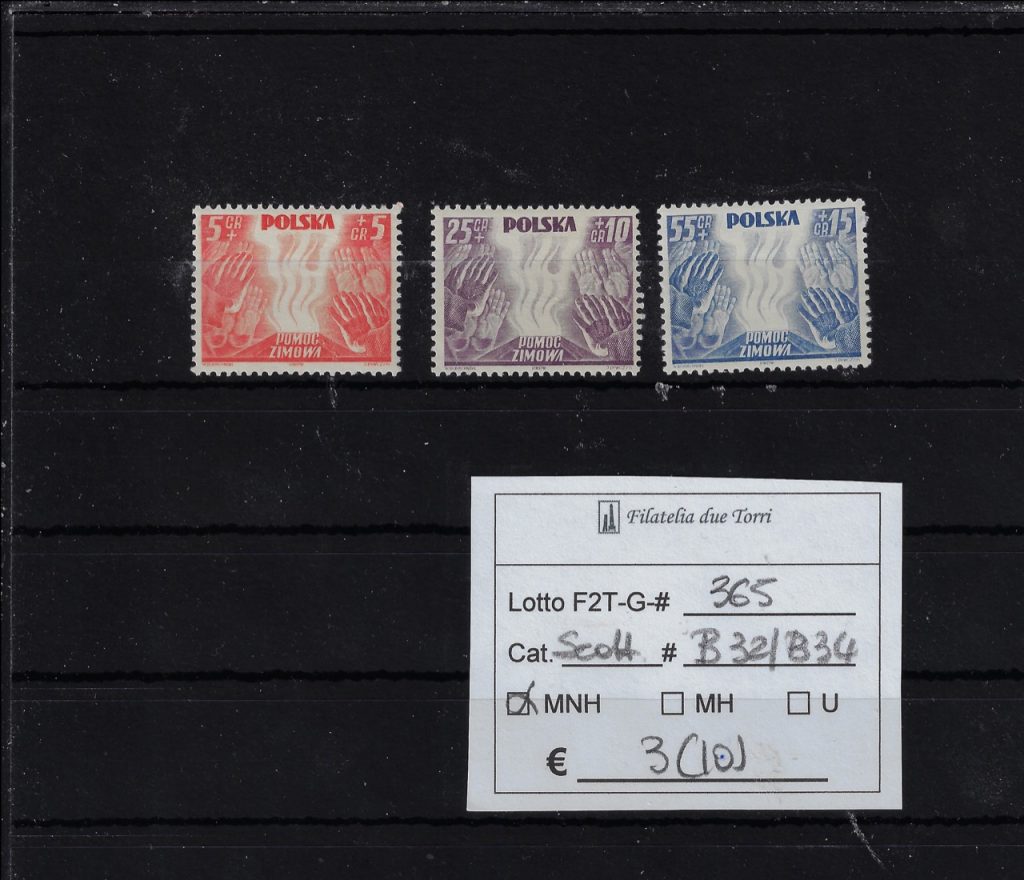 5 GR + POLSKA + GR 5
POMOC
ZIMOWA
25 GR + POLSKA + GR 10
POMOC
ZIMOWA
55 GR + POLSKA + GR 15
POMOC
ZIMOWA
Filatelia due Torri
Lotto F2T-G-# 365
Cat. Scott # B32/B34
MNH MH U
€ 3 (10)